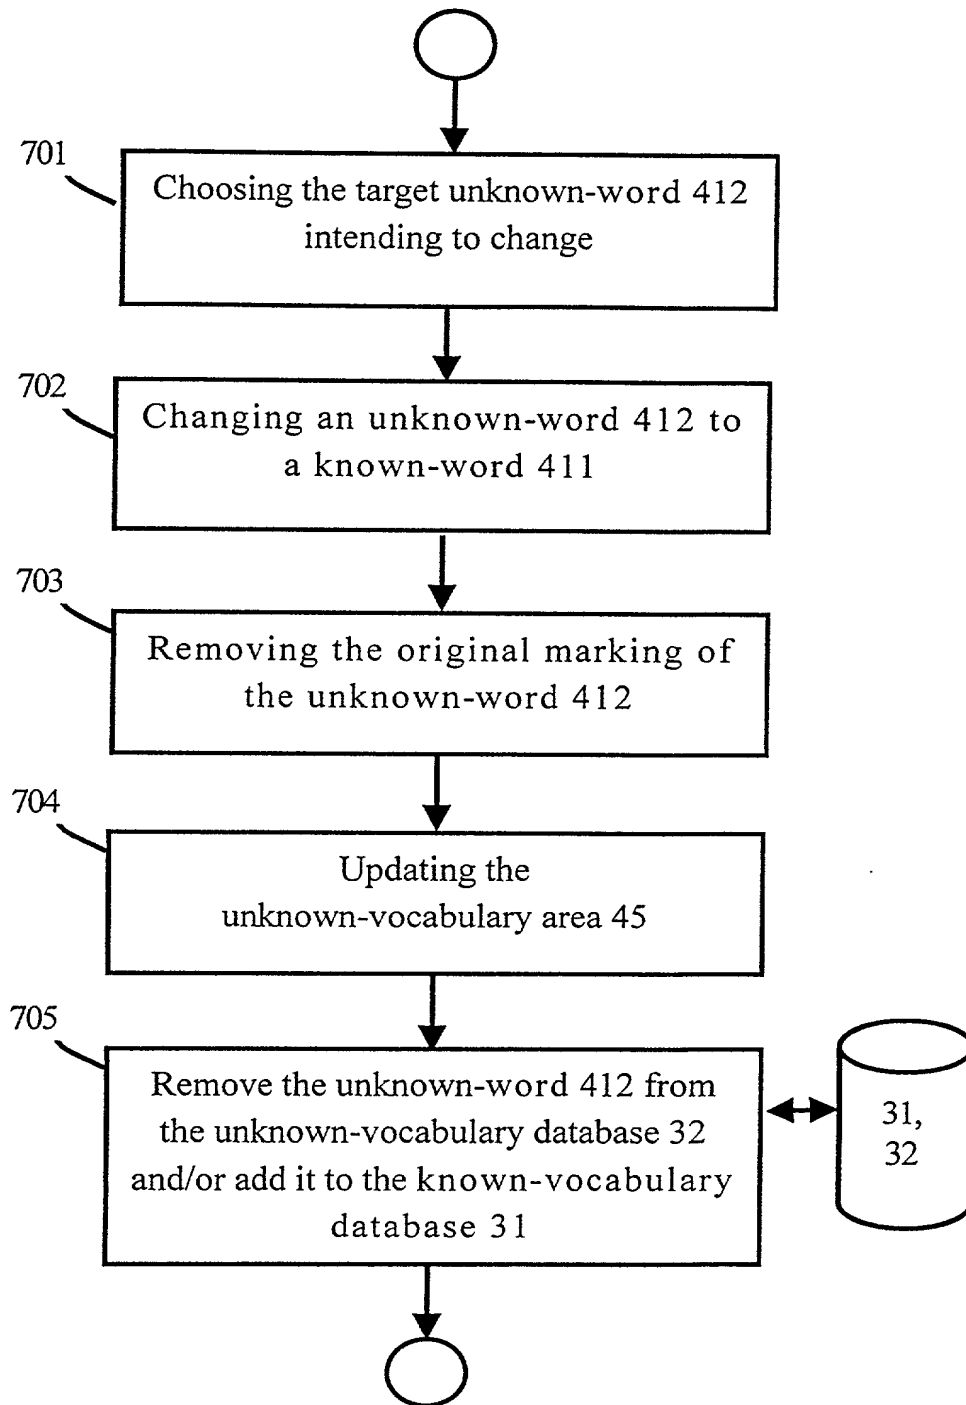 701
Choosing the target unknown-word 412
intending to change
702
Changing an unknown-word 412 to
a known-word 411
703
Removing the original marking of
the unknown-word 412
704
Updating the
unknown-vocabulary area 45
705
Remove the unknown-word 412 from
the unknown-vocabulary database 32
and/or add it to the known-vocabulary
database 31
31,
32